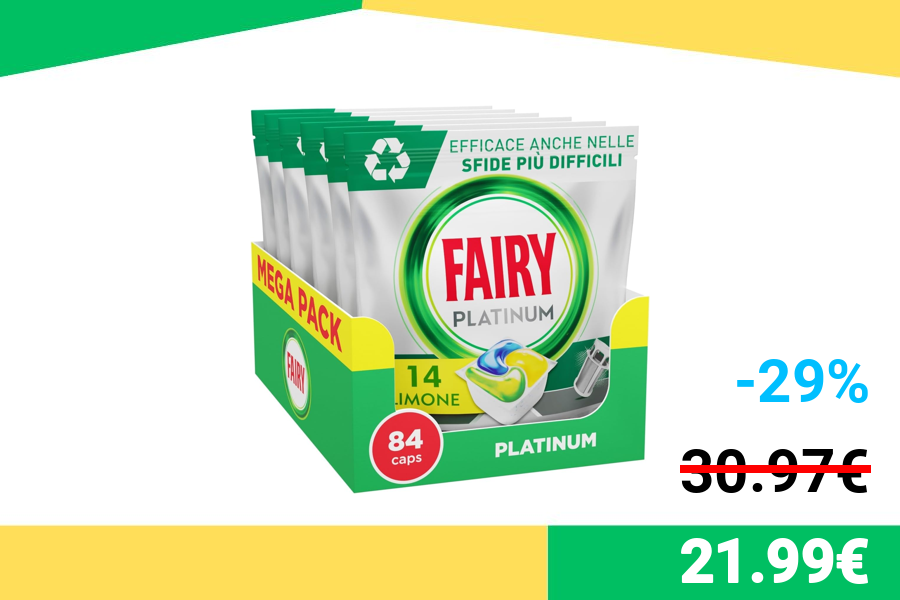 EFFICACE ANCHE NELLE
SFIDE PIÙ DIFFICILI
FAIRY
PLATINUM
MEGA PACK
FAIRY
14
LIMONE
84
caps
PLATINUM
-29%
30.97€
21.99€